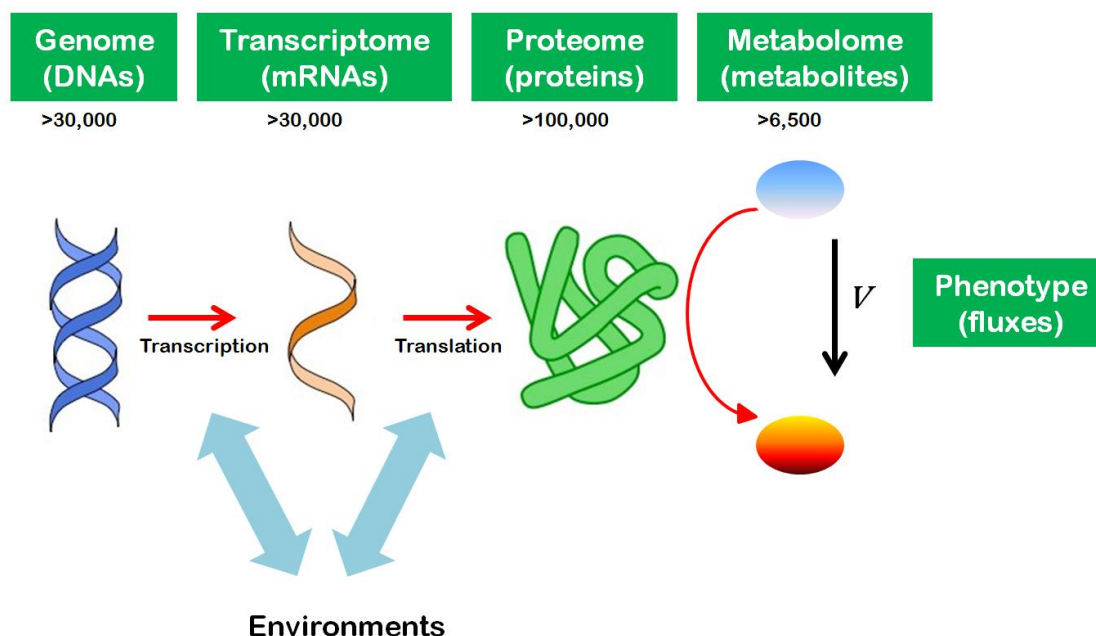 Genome
(DNAs)
>30,000
Transcriptome
(mRNAs)
>30,000
Proteome
(proteins)
>100,000
Metabolome
(metabolites)
>6,500
Transcription
Translation
V
Phenotype
(fluxes)
Environments